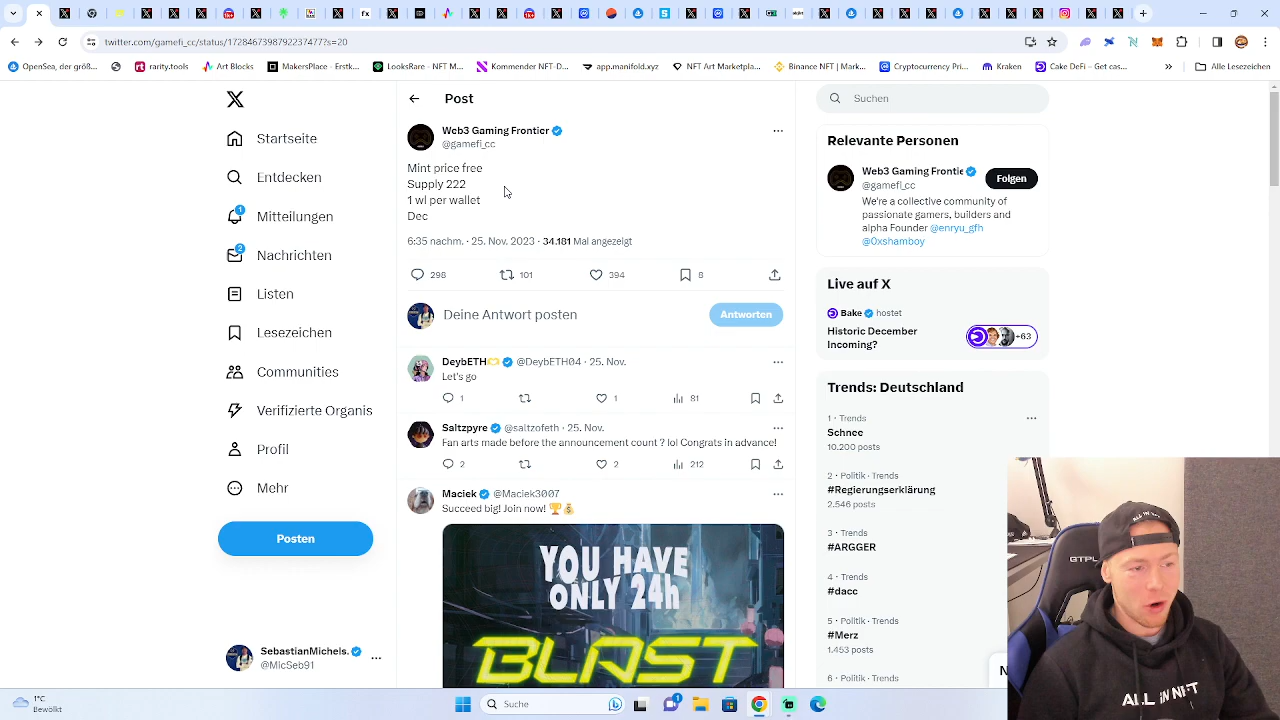 twitter.com/gamefi_cc/status/1728467398792237477?s=20
OpenSea, der größ...
rarity.tools
Art Blocks
MakersPlace - Erstk...
LooksRare - NFT M...
Kommender NFT-D...
app.manifold.xyz
NFT Art Marketpla...
Binance NFT | Mark...
Cryptocurrency Pri...
Kraken
Cake DeFi – Get cas...
»
Alle Lesezeichen
Startseite
Entdecken
1
Mitteilungen
2
Nachrichten
Listen
Lesezeichen
Communities
Verifizierte Organis
Profil
Mehr
Posten
SebastianMichels.
@MicSeb91
Post
Web3 Gaming Frontier
@gamefi_cc
Mint price free
Supply 222
1 wl per wallet
Dec
6:35 nachm. · 25. Nov. 2023 · 34.181 Mal angezeigt
298 101 394 8
Deine Antwort posten
Antworten
DeybETH @DeybETH04 · 25. Nov.
Let's go
1 1 81
Saltzpyre @saltzofeth · 25. Nov.
Fan arts made before the announcement count ? lol Congrats in advance!
2 2 212
Maciek @Maciek3007
Succeed big! Join now!
YOU HAVE
ONLY 24h
BLAST
Suchen
Relevante Personen
Web3 Gaming Frontie
@gamefi_cc
Folgen
We're a collective community of
passionate gamers, builders and
alpha Founder @enryu_gfh
@0xshamboy
Live auf X
Bake hostet
Historic December
Incoming?
+63
Trends: Deutschland
1 · Trends
Schnee
10.200 posts
2 · Politik · Trends
#Regierungserklärung
2.546 posts
3 · Trends
#ARGGER
4 · Trends
#dacc
5 · Politik · Trends
#Merz
1.453 posts
6 · Politik · Trends
N
GTPL
ALL IN NFT
ALL IN NFT
1°C
Bewölkt
Suche
1